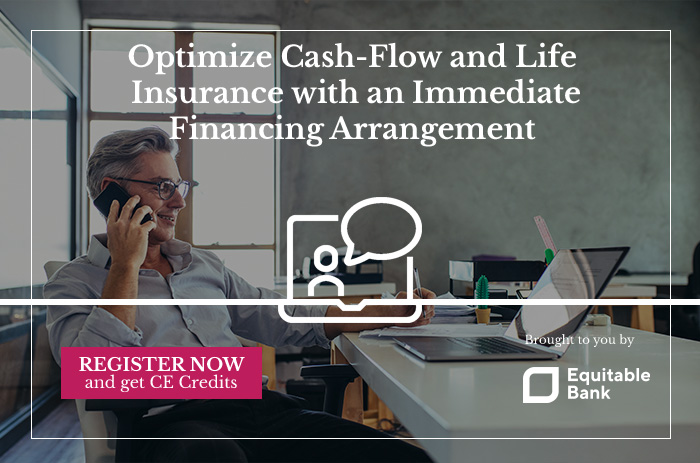 Optimize Cash-Flow and Life
Insurance with an Immediate
Financing Arrangement
REGISTER NOW
and get CE Credits
Brought to you by
Equitable
Bank